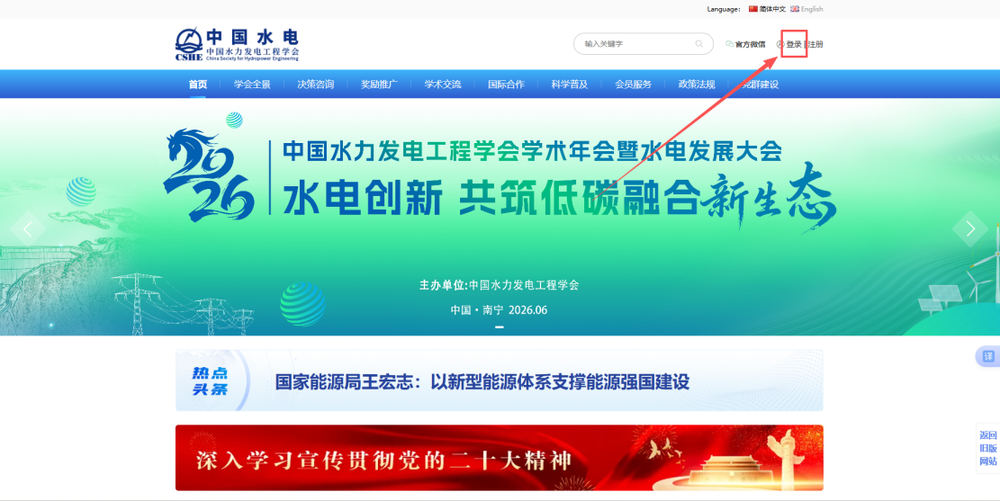 Language: 简体中文 English
中国水电
中国水力发电工程学会
CSHE China Society for Hydropower Engineering
输入关键字
官方微信
登录 | 注册
首页 学会全景 决策咨询 奖励推广 学术交流 国际合作 科学普及 会员服务 政策法规 党群建设
2026
中国水力发电工程学会学术年会暨水电发展大会
水电创新 共筑低碳融合新生态
主办单位:中国水力发电工程学会
中国·南宁 2026.06
热点
头条
国家能源局王宏志：以新型能源体系支撑能源强国建设
译
深入学习宣传贯彻党的二十大精神
返回
旧版
网站